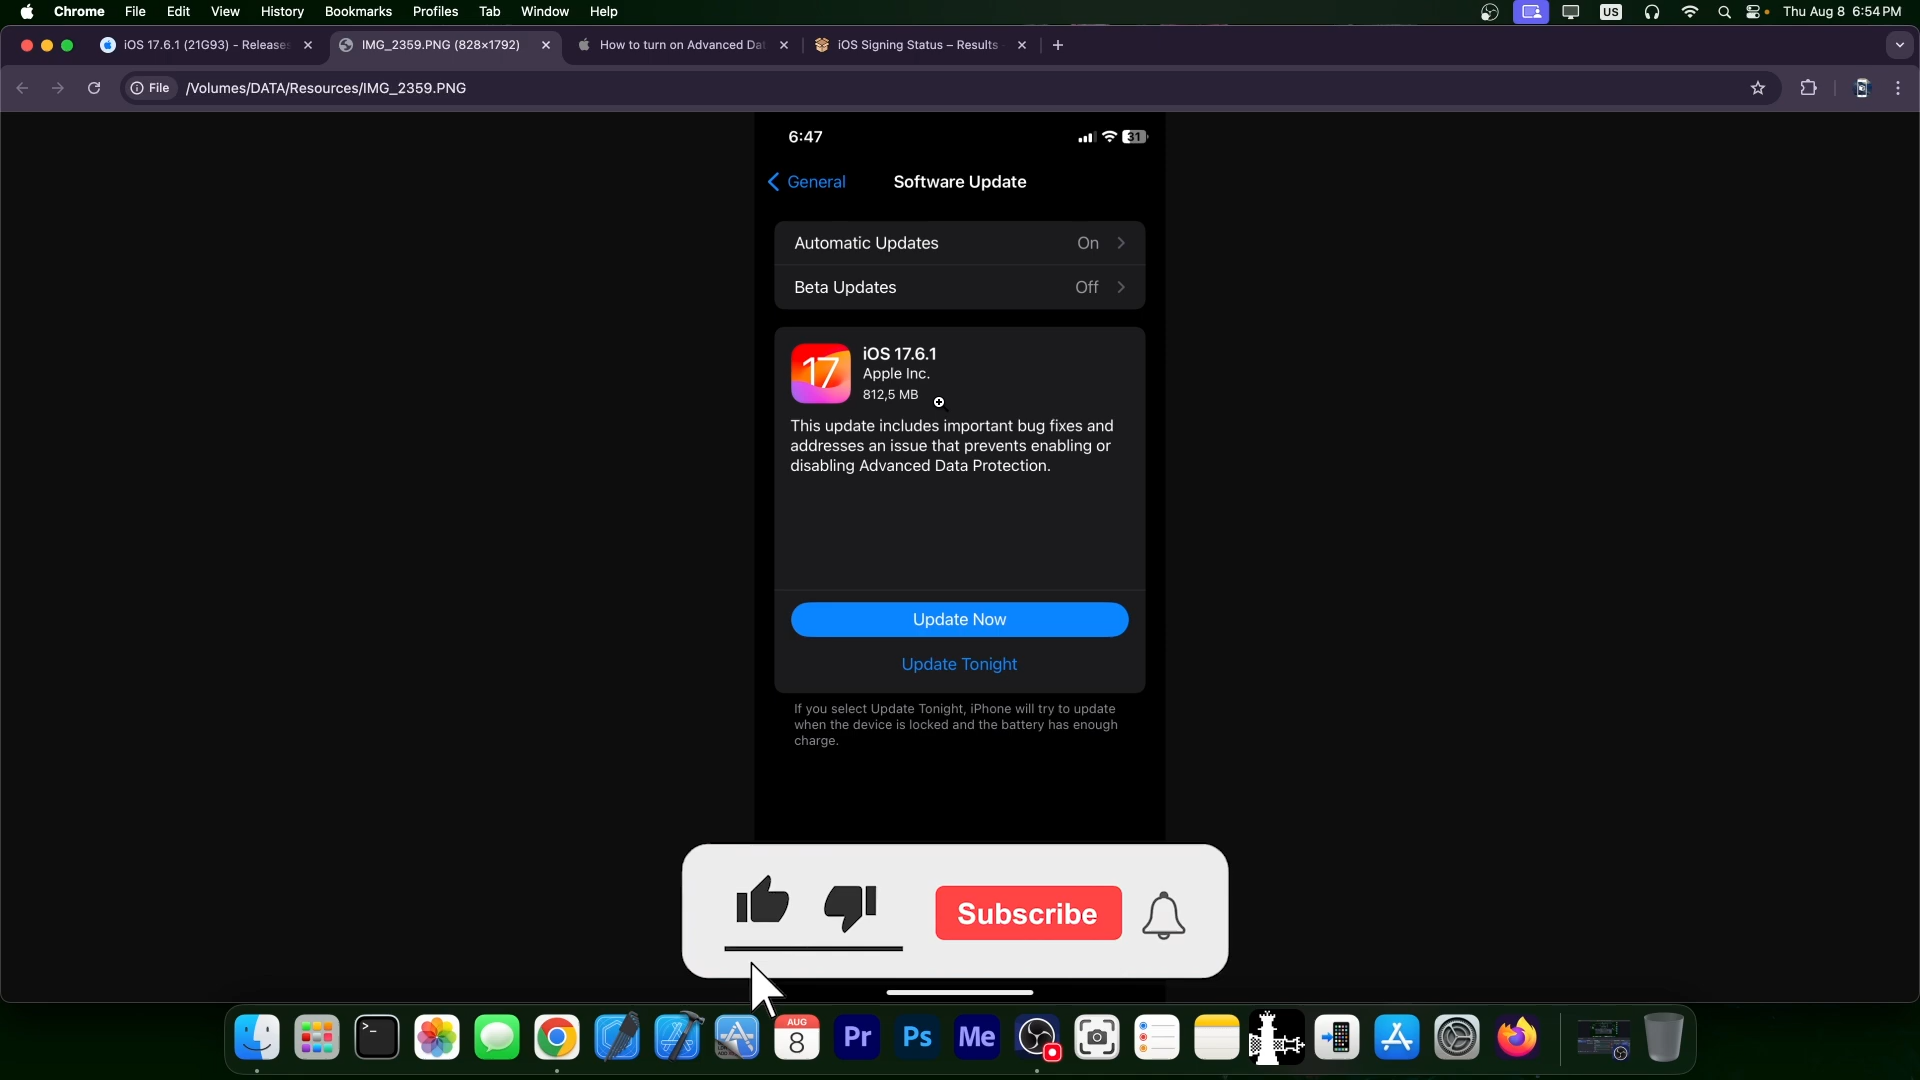 Chrome File Edit View History Bookmarks Profiles Tab Window Help US Thu Aug 8 6:54 PM
iOS 17.6.1 (21G93) - Releases IMG_2359.PNG (828×1792) How to turn on Advanced Dat iOS Signing Status – Results
File /Volumes/DATA/Resources/IMG_2359.PNG
6:47 31
General Software Update
Automatic Updates On
Beta Updates Off
17
iOS 17.6.1
Apple Inc.
812,5 MB
This update includes important bug fixes and
addresses an issue that prevents enabling or
disabling Advanced Data Protection.
Update Now
Update Tonight
If you select Update Tonight, iPhone will try to update
when the device is locked and the battery has enough
charge.
Subscribe
AUG
8
Pr Ps Me